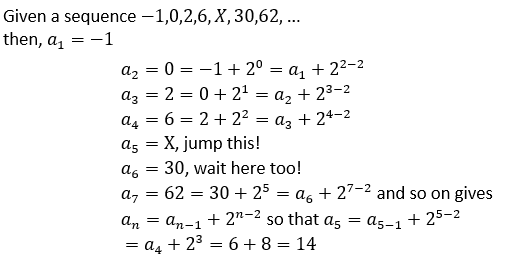 Given a sequence −1,0,2,6, X, 30,62, ...
then, a₁ = −1
a₂ = 0 = −1 + 2⁰ = a₁ + 2²⁻²
a₃ = 2 = 0 + 2¹ = a₂ + 2³⁻²
a₄ = 6 = 2 + 2² = a₃ + 2⁴⁻²
a₅ = X, jump this!
a₆ = 30, wait here too!
a₇ = 62 = 30 + 2⁵ = a₆ + 2⁷⁻² and so on gives
aₙ = aₙ₋₁ + 2ⁿ⁻² so that a₅ = a₅₋₁ + 2⁵⁻²
= a₄ + 2³ = 6 + 8 = 14